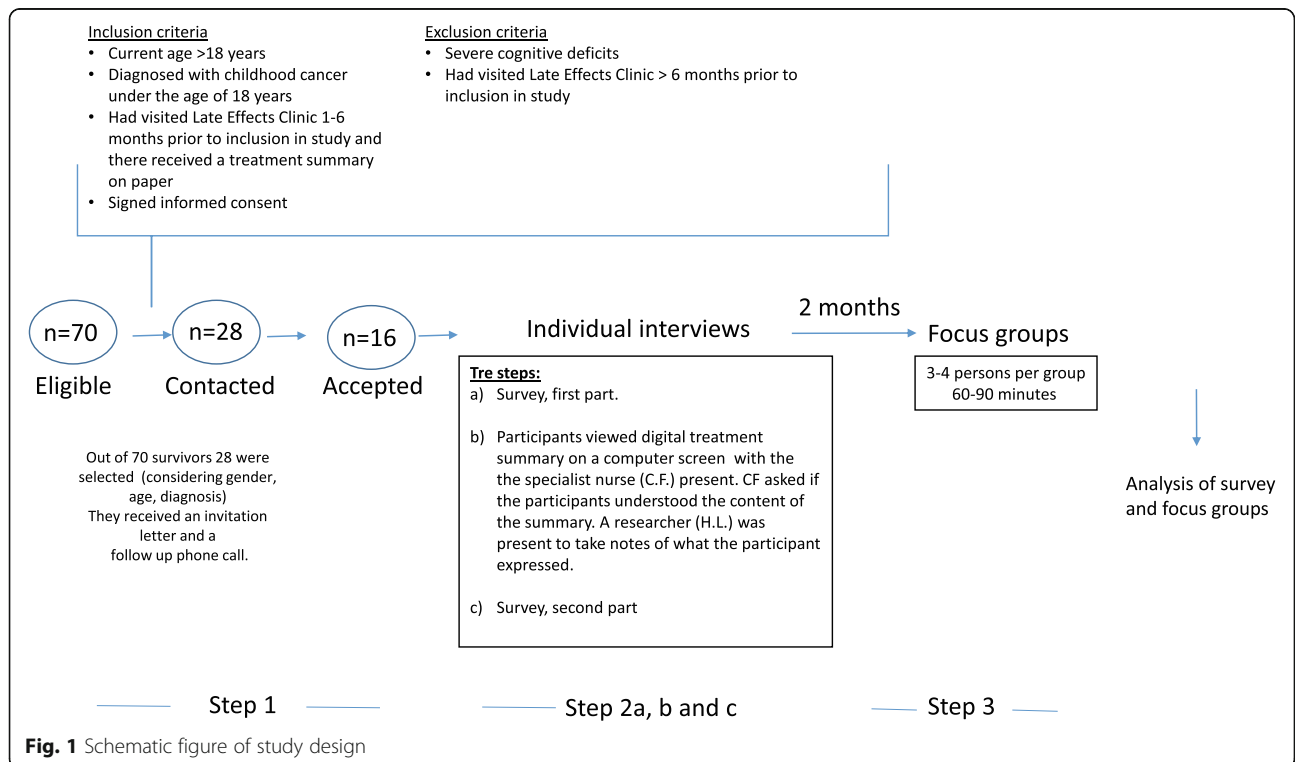 Inclusion criteria
• Current age >18 years
• Diagnosed with childhood cancer
under the age of 18 years
• Had visited Late Effects Clinic 1-6
months prior to inclusion in study and
there received a treatment summary
on paper
• Signed informed consent
Exclusion criteria
• Severe cognitive deficits
• Had visited Late Effects Clinic > 6 months prior to
inclusion in study
n=70
Eligible
n=28
Contacted
n=16
Accepted
Out of 70 survivors 28 were
selected (considering gender,
age, diagnosis)
They received an invitation
letter and a
follow up phone call.
Individual interviews
Tre steps:
a) Survey, first part.
b) Participants viewed digital treatment
summary on a computer screen with the
the specialist nurse (C.F.) present. CF asked if
the participants understood the content of
the summary. A researcher (H.L.) was
present to take notes of what the participant
expressed.
c) Survey, second part
2 months
Focus groups
3-4 persons per group
60-90 minutes
Analysis of survey
and focus groups
Step 1
Step 2a, b and c
Step 3
Fig. 1 Schematic figure of study design